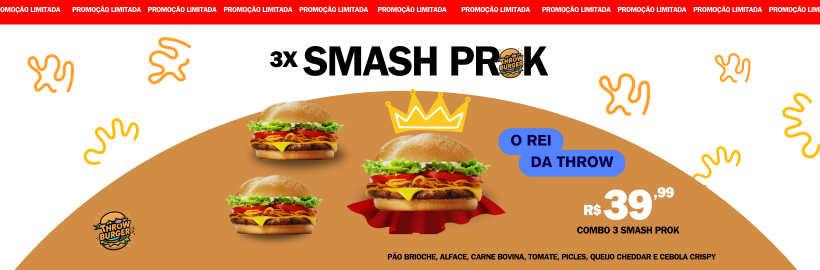 OMOÇÃO LIMITADA PROMOÇÃO LIMITADA PROMOÇÃO LIMITADA PROMOÇÃO LIMITADA PROMOÇÃO LIMITADA PROMOÇÃO LIMITADA PROMOÇÃO LIMITADA PROMOÇÃO LIMITADA PROMOÇÃO LIMITADA PROMOÇÃO LIMITADA PROMOÇÃO LIMI
3X SMASH PROK
THROW
BURGER
O REI
DA THROW
R$39,99
COMBO 3 SMASH PROK
THROW
BURGER
PÃO BRIOCHE, ALFACE, CARNE BOVINA, TOMATE, PICLES, QUEIJO CHEDDAR E CEBOLA CRISPY